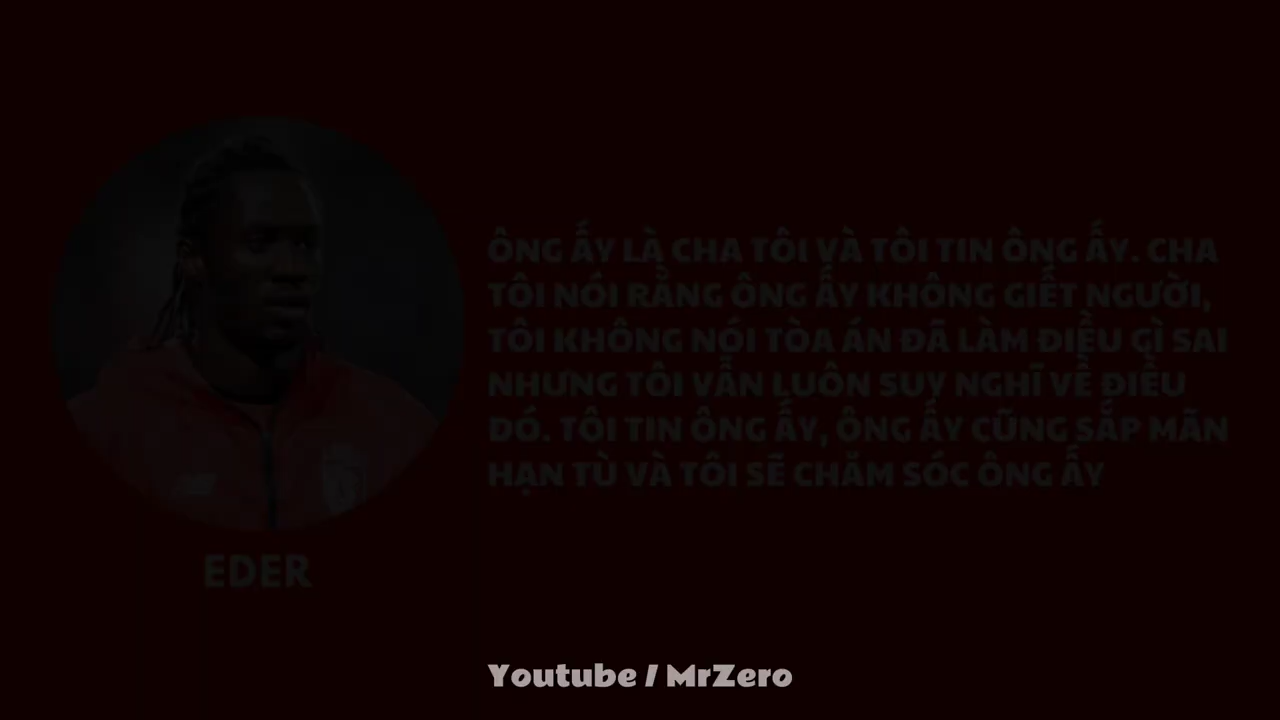 ÔNG ẤY LÀ CHA TÔI VÀ TÔI TIN ÔNG ẤY. CHA
TÔI NÓI RẰNG ÔNG ẤY KHÔNG GIẾT NGƯỜI,
TÔI KHÔNG NÓI TÒA ÁN ĐÃ LÀM ĐIỀU GÌ SAI
NHƯNG TÔI VẪN LUÔN SUY NGHĨ VỀ ĐIỀU
DÓ. TÔI TIN ÔNG ẤY, ÔNG ẤY CŨNG SẮP MÃN
HẠN TÙ VÀ TÔI SẼ CHĂM SÓC ÔNG ẤY
EDER
Youtube / MrZero